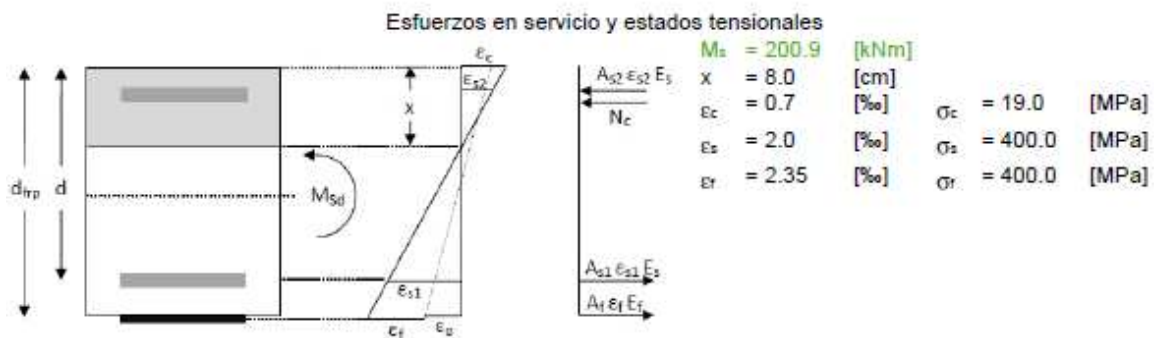 Esfuerzos en servicio y estados tensionales
Ms = 200.9 [kNm]
x = 8.0 [cm]
εc = 0.7 [‰] σc = 19.0 [MPa]
εs = 2.0 [‰] σs = 400.0 [MPa]
εf = 2.35 [‰] σf = 400.0 [MPa]
εc
εs2
x
As2 εs2 Es
Nc
dfrp
d
MSd
εs1
As1 εs1 Es
Af εf Ef
εf
εo